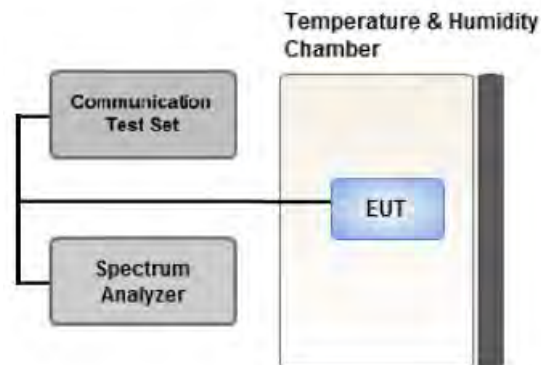 Temperature & Humidity
Chamber
Communication
Test Set
EUT
Spectrum
Analyzer